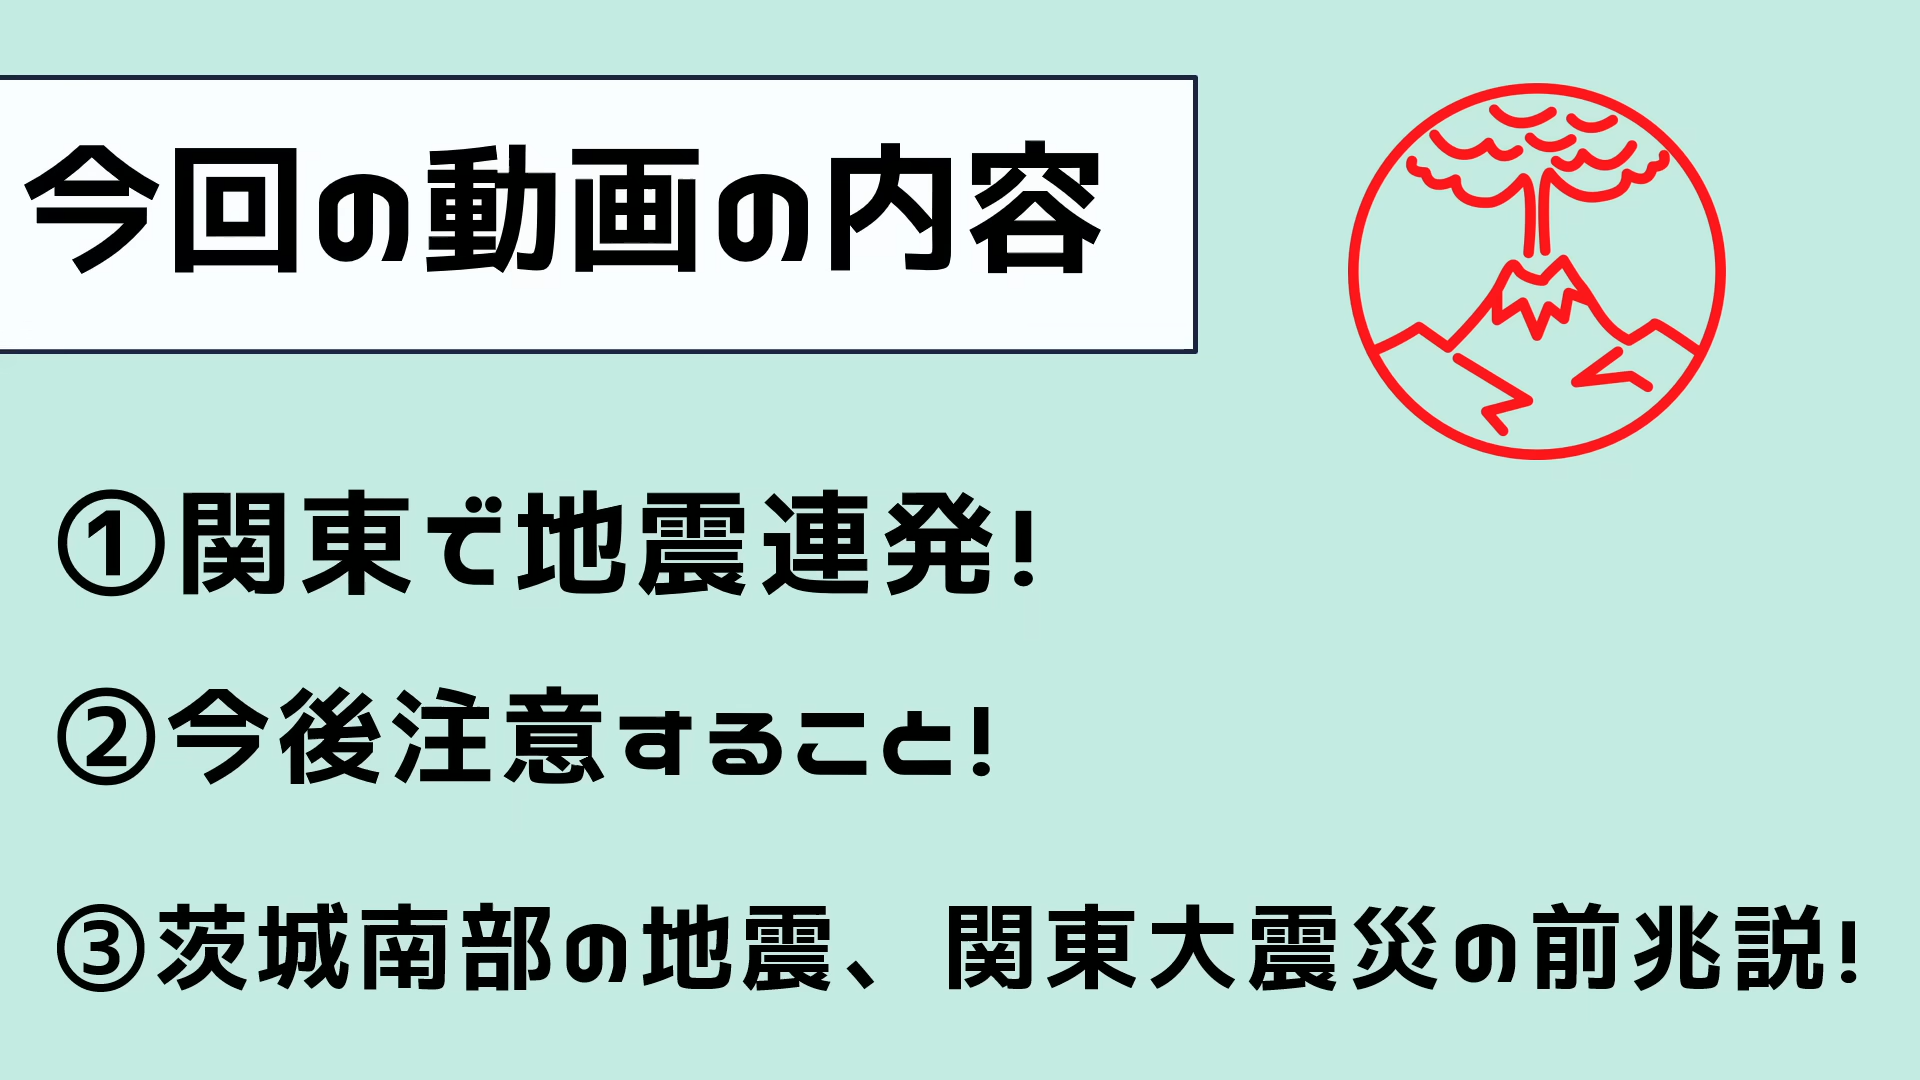 今回の動画の内容
①関東で地震連発!
②今後注意すること!
③茨城南部の地震、関東大震災の前兆説!